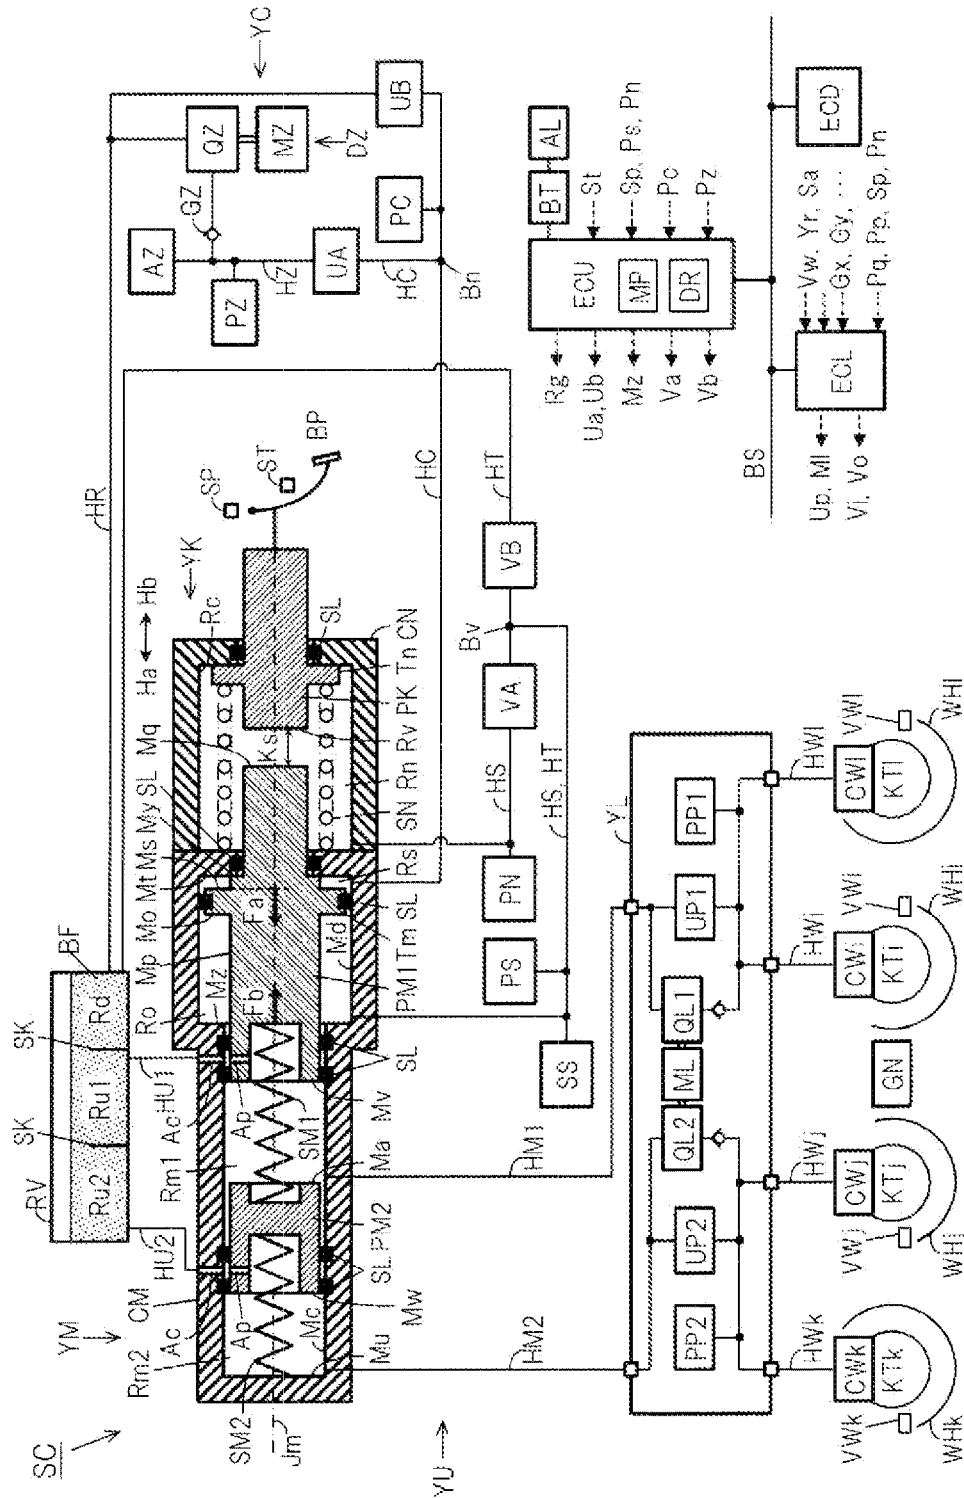 SC
YM
YU
YC
YK
YL
RV
SK
SK
BF
Ru2
Ru1
Rd
HU2
HU1
HR
Rm2
Ac
CM
Rm1
Ac
Ap
Ap
Ro
Mz
Mp
Mo
Mt
Ms
My
SL
Mq
Ha
Hb
Rc
SP
ST
BP
SM2
Jm
Mu
Mc
Mw
SL
PM2
Ma
SM1
Mv
SL
Fb
Fa
PM1
Tm
Md
SL
Rs
SN
Rn
Ks
Rv
PK
Tn
CN
SL
AZ
PZ
GZ
QZ
MZ
DZ
HZ
UA
HC
PC
UB
Bn
HC
HT
VB
Bv
VA
HS
HS, HT
PN
PS
SS
HM1
HM2
PP2
UP2
QL2
ML
QL1
UP1
PP1
HWk
HWj
HWi
HWl
CWk
KTk
VWk
WHk
CWj
KTj
VWj
WHj
GN
CWi
KTi
VWi
WHi
CWl
KTl
VWl
WHl
AL
BT
ECU
MP
DR
St
Sp, Ps, Pn
Pc
Pz
Rg
Ua, Ub
Mz
Va
Vb
BS
ECD
ECL
Vw, Yr, Sa
Gx, Gy, ···
Pq, Pp, Sp, Pn
Up, Ml
Vi, Vo